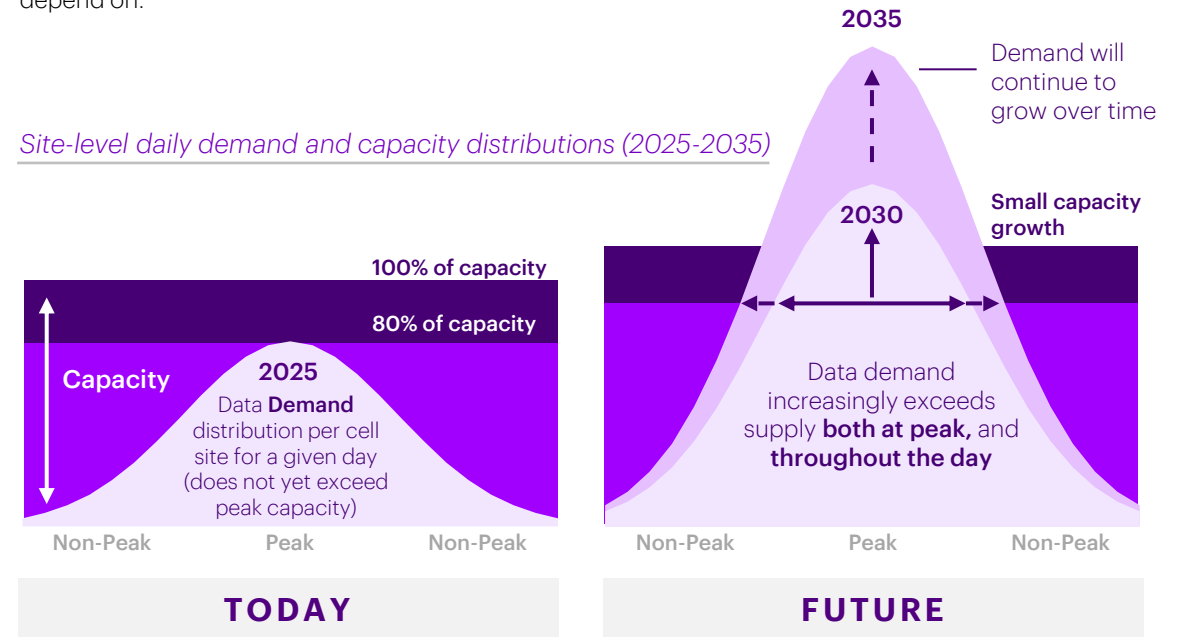 depend on.
Site-level daily demand and capacity distributions (2025-2035)
100% of capacity
80% of capacity
Capacity
2025
Data Demand
distribution per cell
site for a given day
(does not yet exceed
peak capacity)
Non-Peak
Peak
Non-Peak
TODAY
2035
Demand will
continue to
grow over time
2030
Small capacity
growth
Data demand
increasingly exceeds
supply both at peak, and
throughout the day
Non-Peak
Peak
Non-Peak
FUTURE